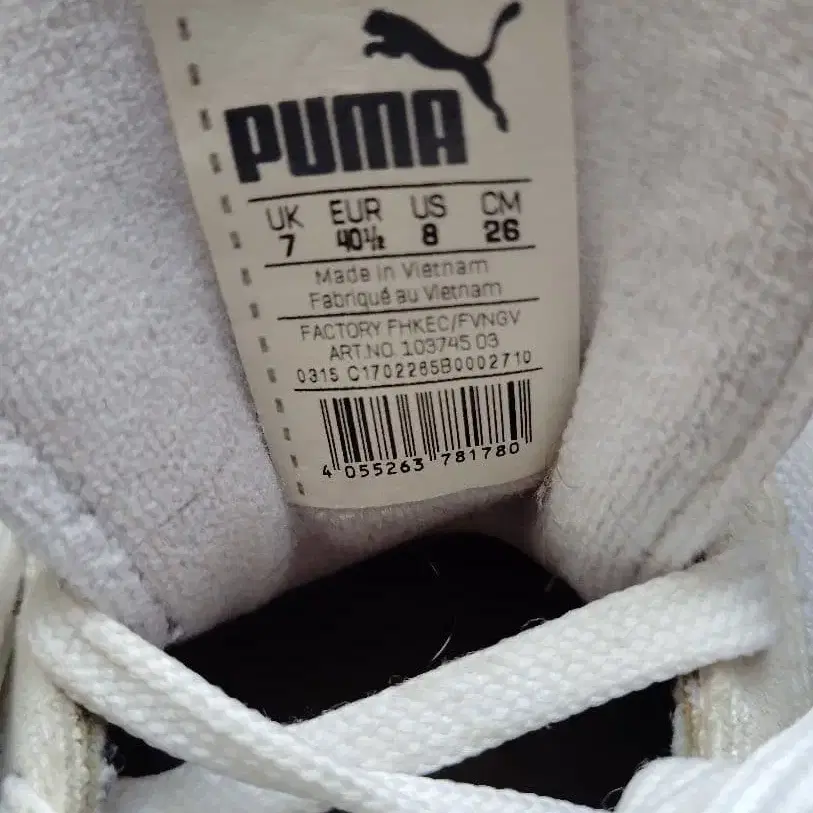 PUMA
UK EUR US CM
7 40½ 8 26
Made in Vietnam
Fabriqué au Vietnam
FACTORY FHKEC/FVNGV
ART.NO. 103745 03
0315 C1702285B0002710
4 055263 781780